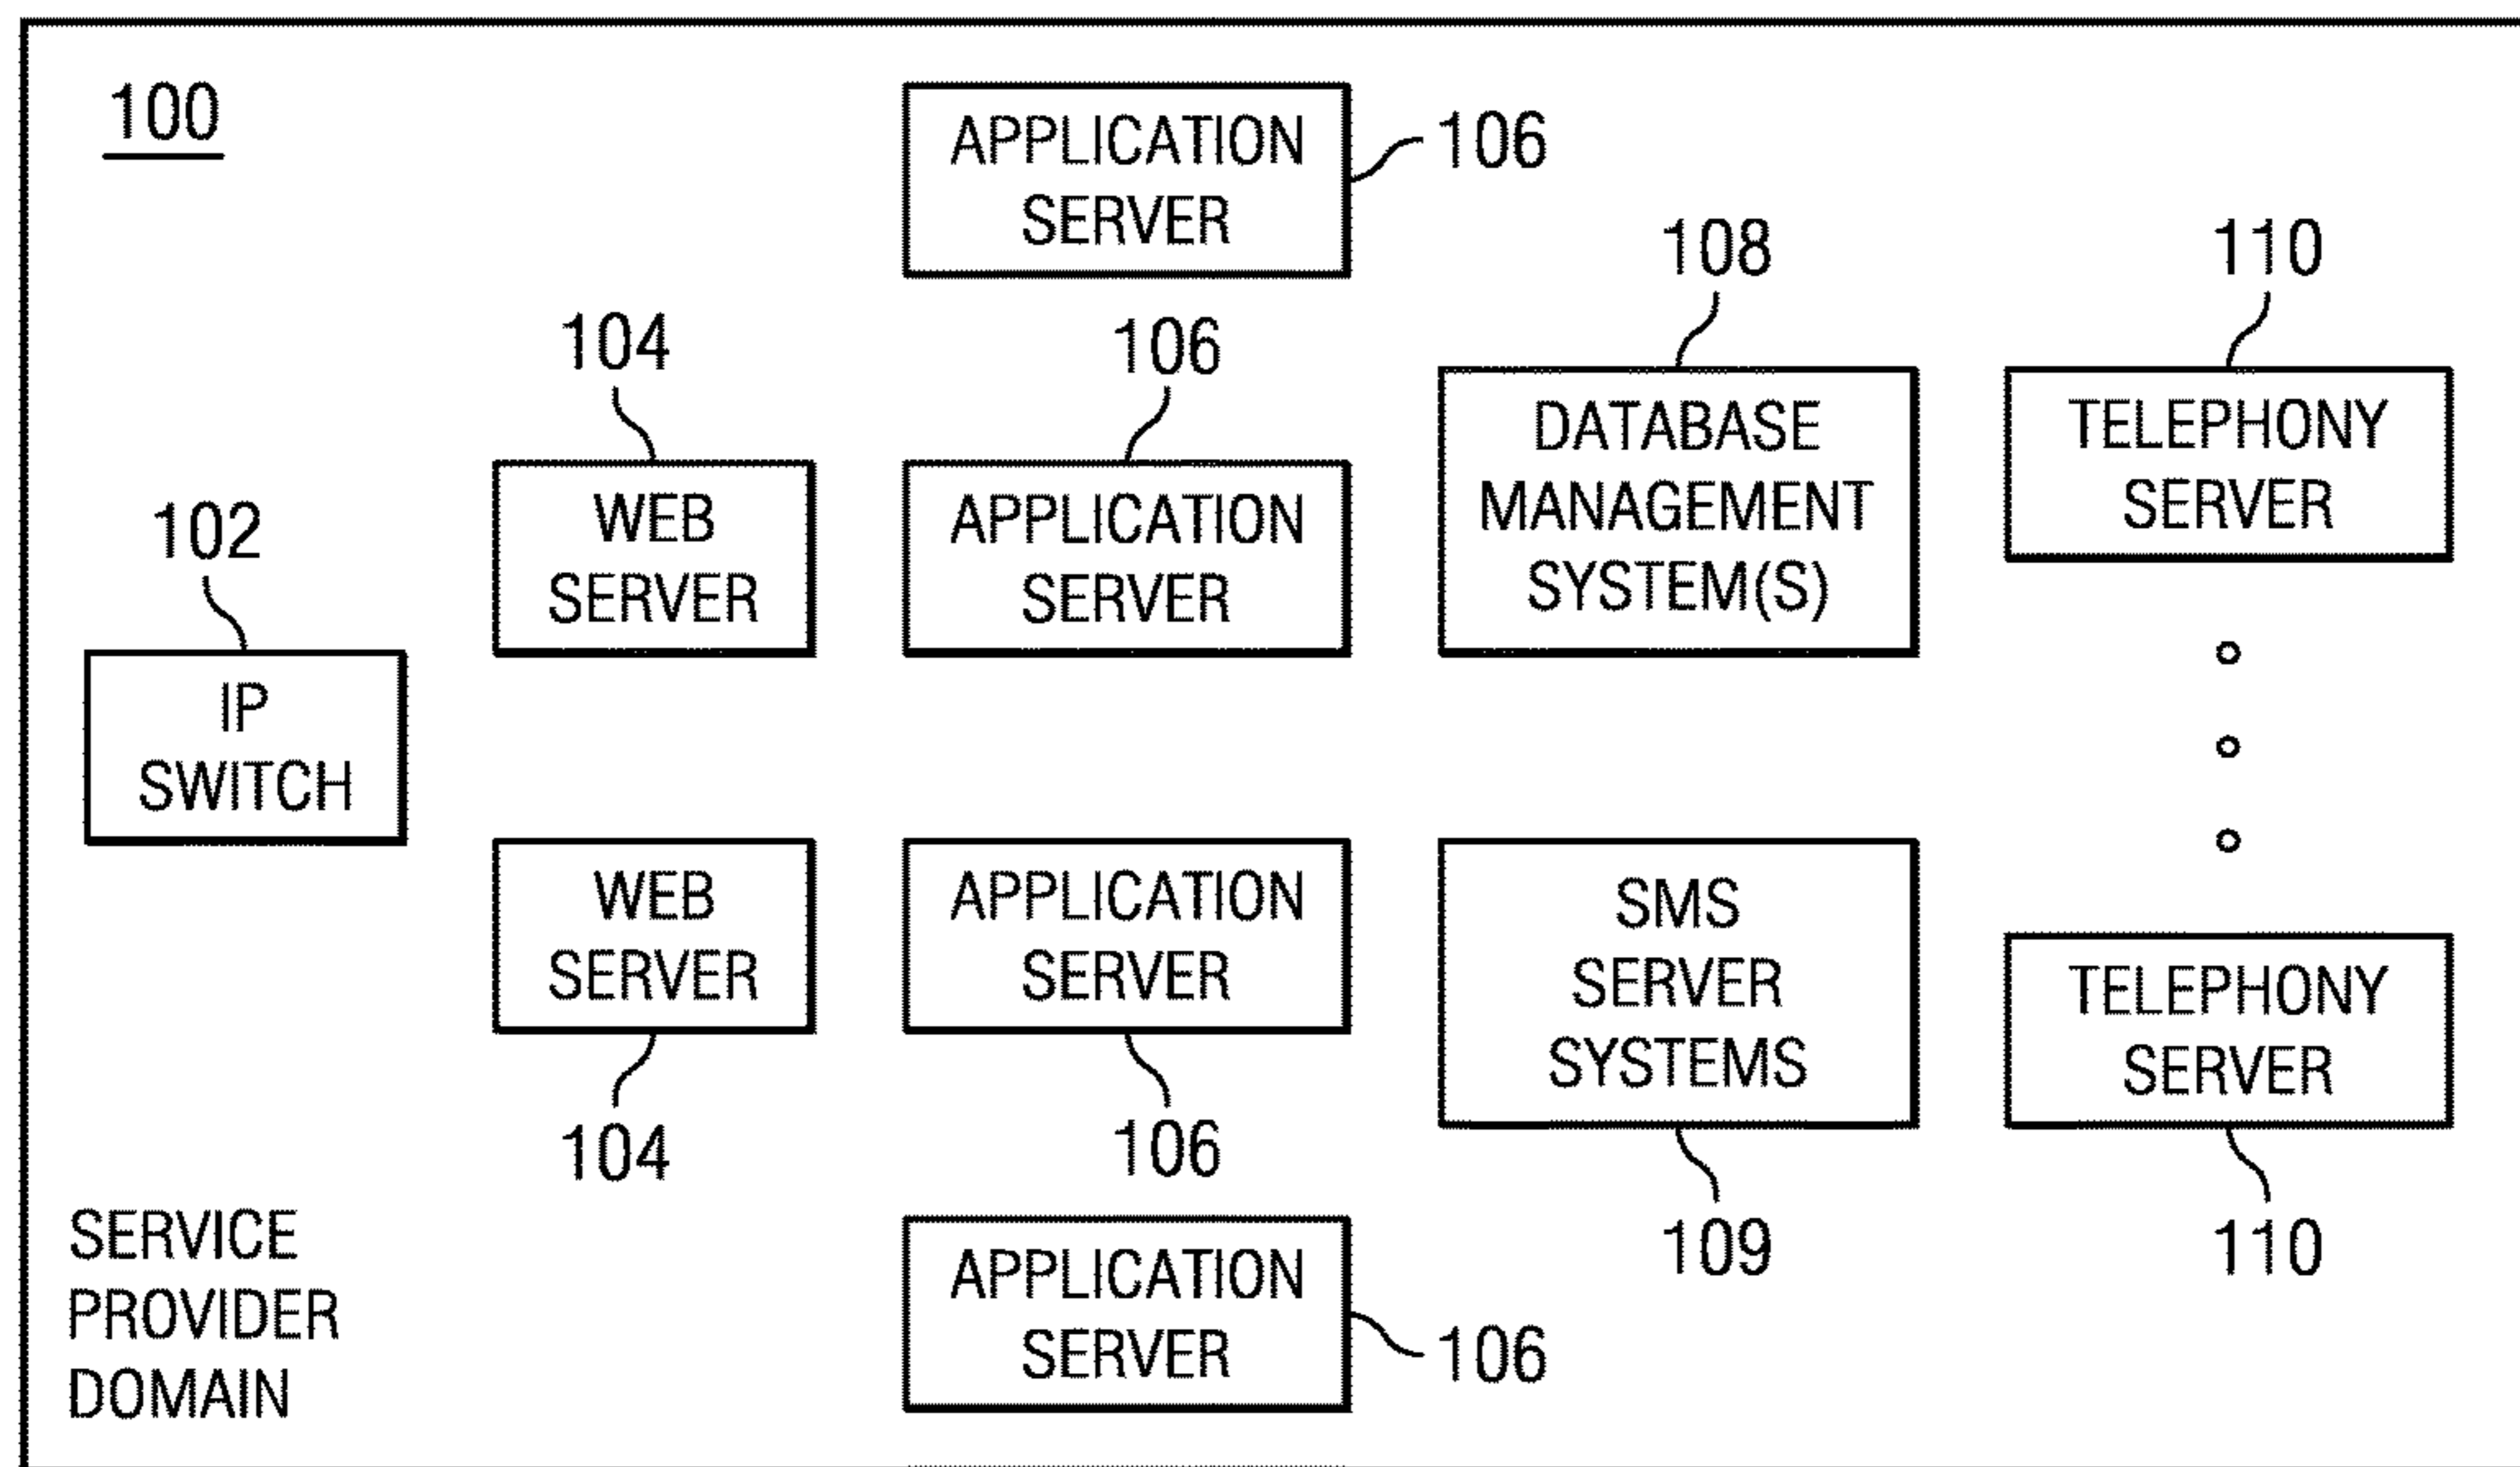 100
APPLICATION
SERVER
106
108
110
104
106
DATABASE
MANAGEMENT
SYSTEM(S)
TELEPHONY
SERVER
102
WEB
SERVER
APPLICATION
SERVER
IP
SWITCH
WEB
SERVER
APPLICATION
SERVER
SMS
SERVER
SYSTEMS
TELEPHONY
SERVER
104
106
109
110
SERVICE
PROVIDER
DOMAIN
APPLICATION
SERVER
106